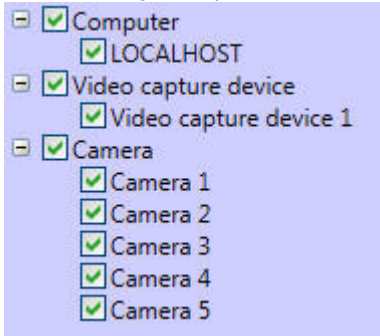 Computer
LOCALHOST
Video capture device
Video capture device 1
Camera
Camera 1
Camera 2
Camera 3
Camera 4
Camera 5